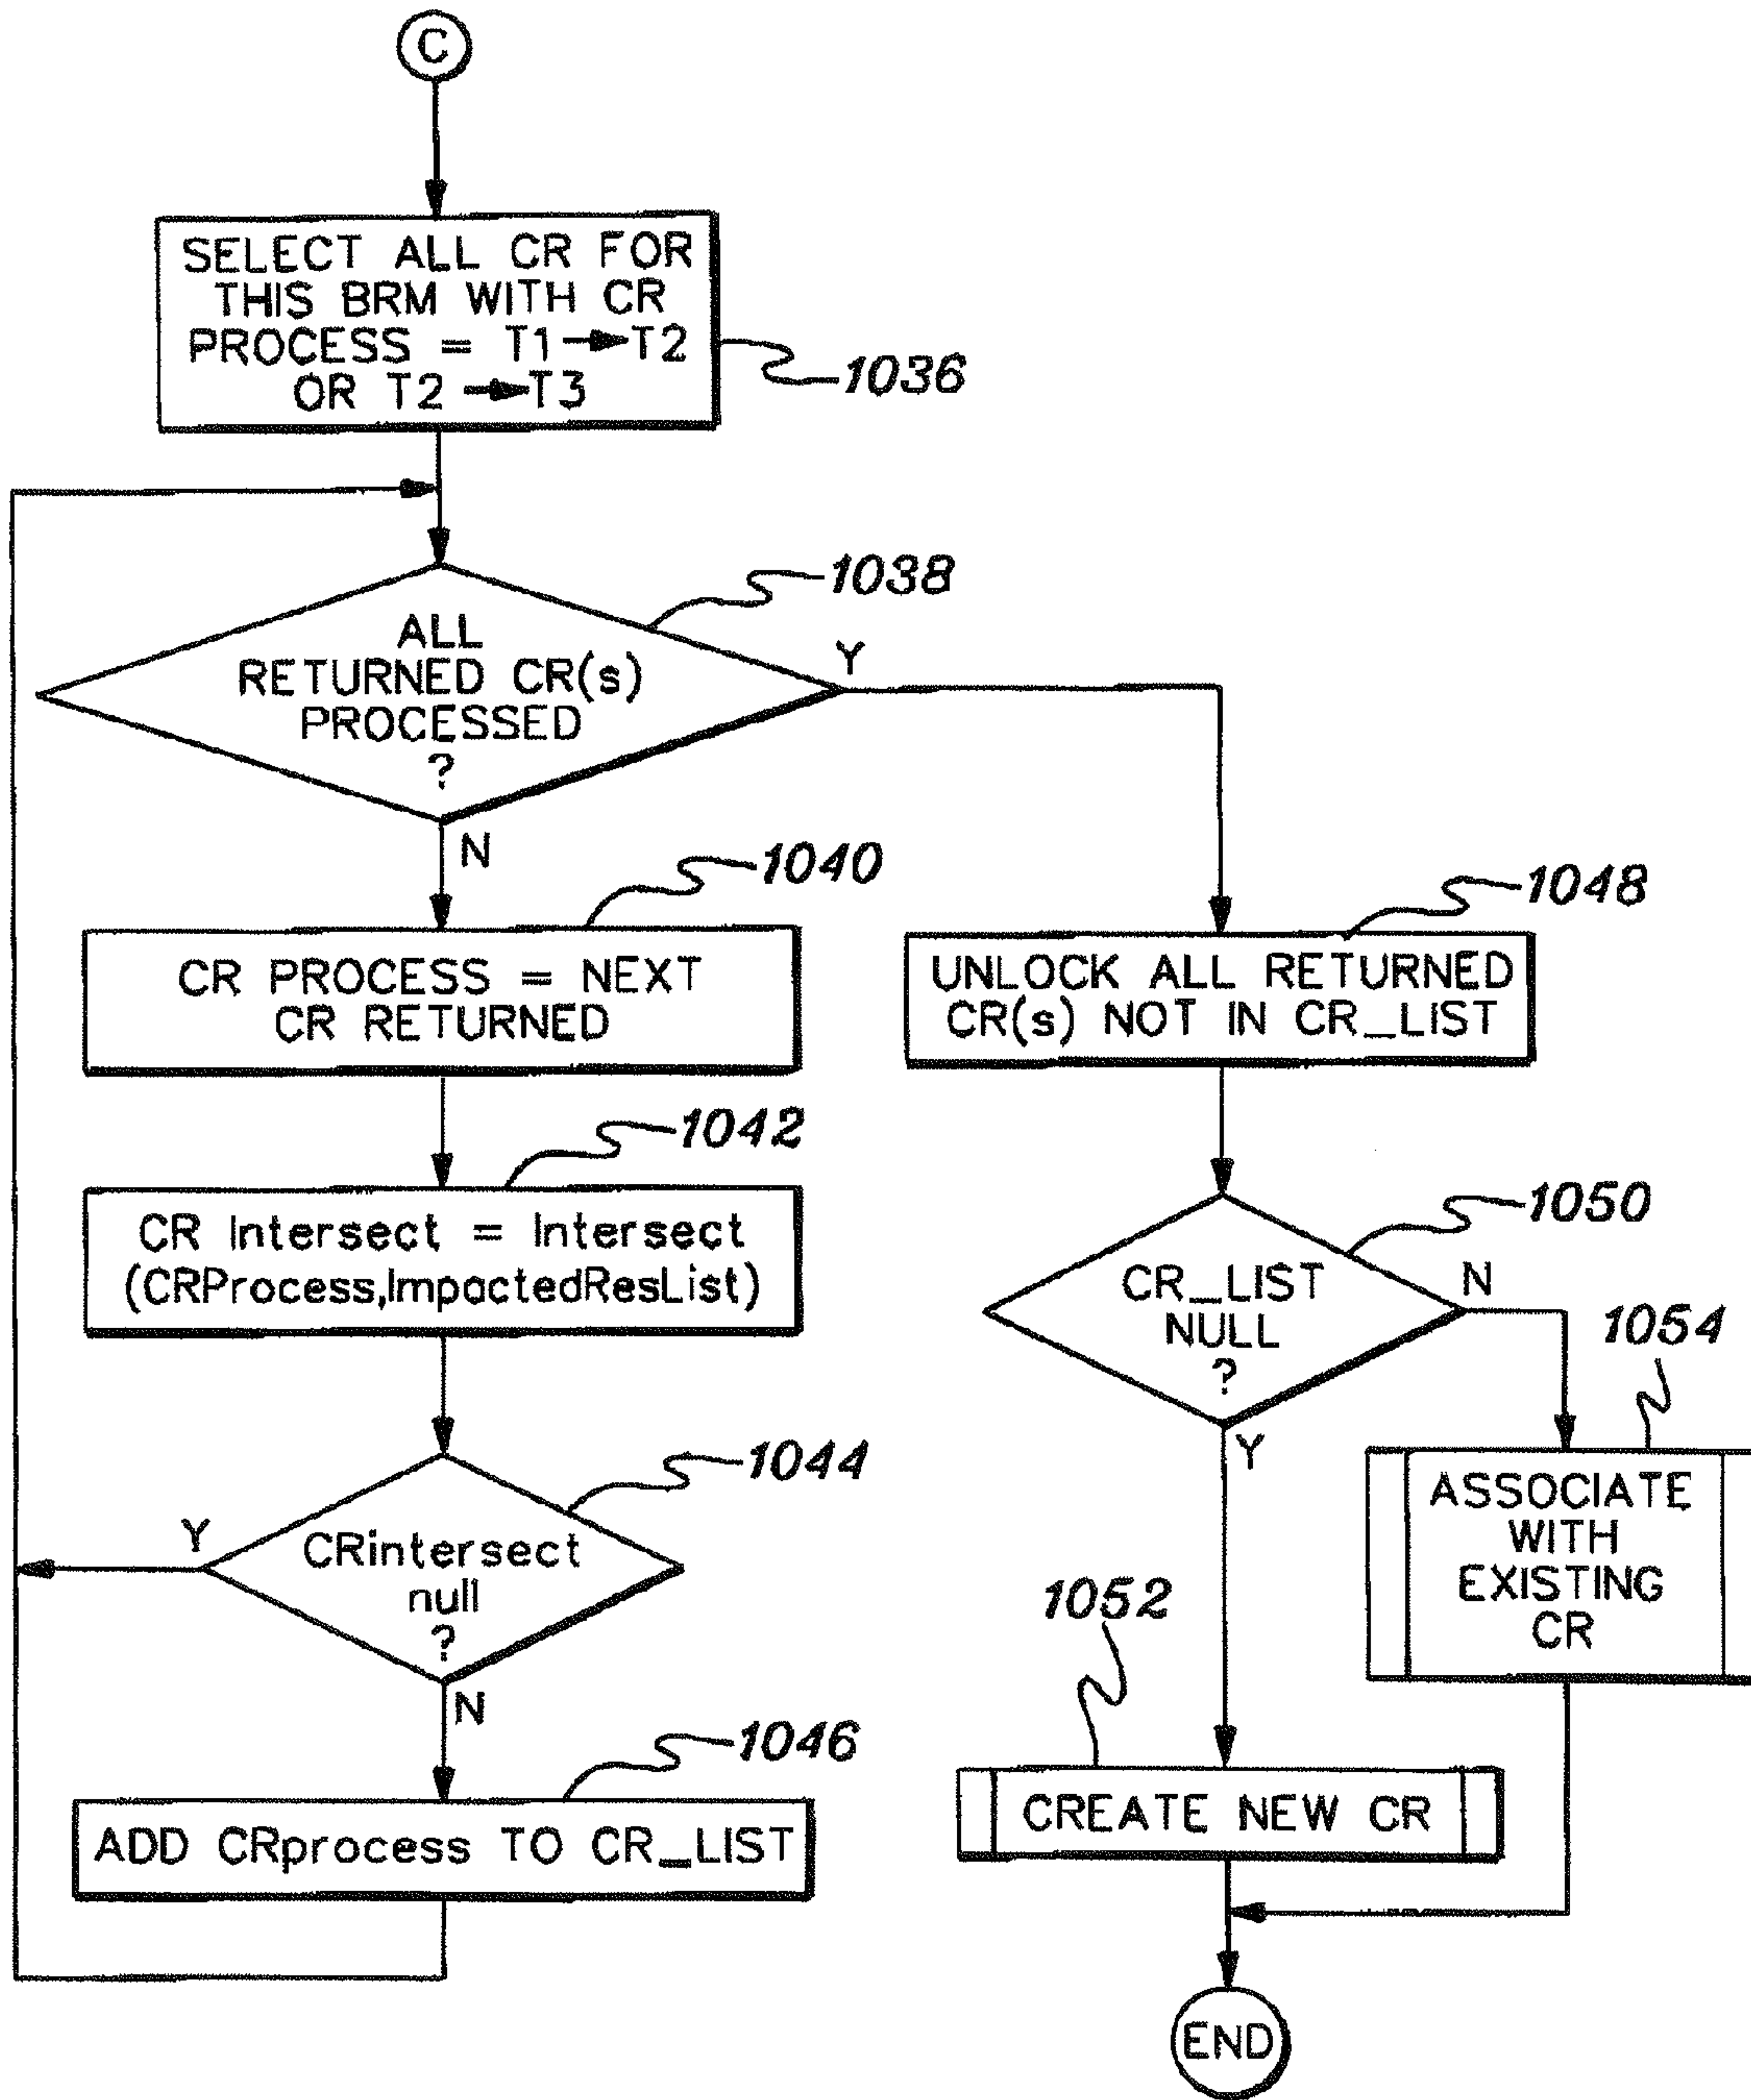 C
SELECT ALL CR FOR
THIS BRM WITH CR
PROCESS = T1→T2
OR T2→T3
1036
1038
ALL
RETURNED CR(s)
PROCESSED
?
Y
N
1040
CR PROCESS = NEXT
CR RETURNED
1042
CR Intersect = Intersect
(CRProcess,ImpactedResList)
1044
CRintersect
null
?
Y
N
1046
ADD CRprocess TO CR_LIST
1048
UNLOCK ALL RETURNED
CR(s) NOT IN CR_LIST
1050
CR_LIST
NULL
?
N
Y
1054
ASSOCIATE
WITH
EXISTING
CR
1052
CREATE NEW CR
END